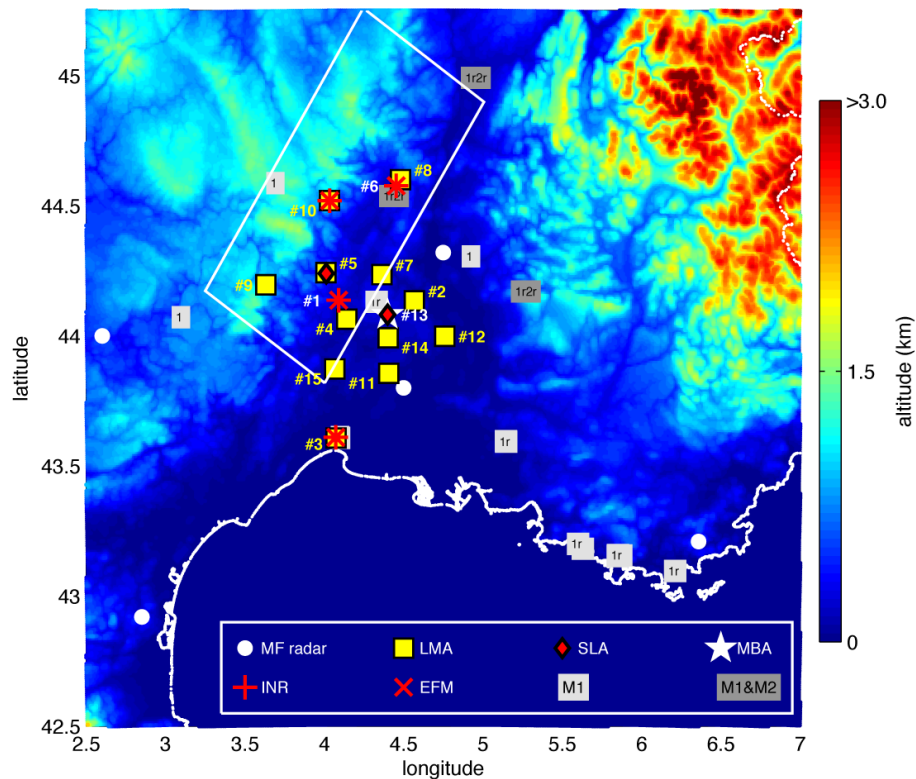 45
44.5
44
43.5
43
42.5
latitude
1r2r
#8
#6
1r2r
1
#10
#5
#7
1
#9
#2
1r2r
#1
1r
1
#13
#4
#14
#12
#15
#11
#3
1r
1r
1r
1r
MF radar
LMA
SLA
MBA
INR
EFM
M1
M1&M2
2.5
3
3.5
4
4.5
5
5.5
6
6.5
7
longitude
>3.0
1.5
0
altitude (km)